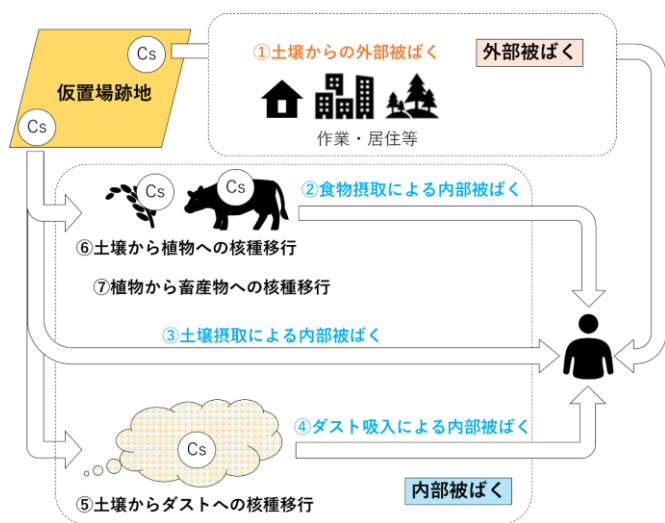 Cs
仮置場跡地
Cs
①土壌からの外部被ばく
外部被ばく
作業・居住等
Cs
Cs
②食物摂取による内部被ばく
⑥土壌から植物への核種移行
⑦植物から畜産物への核種移行
③土壌摂取による内部被ばく
④ダスト吸入による内部被ばく
Cs
⑤土壌からダストへの核種移行
内部被ばく